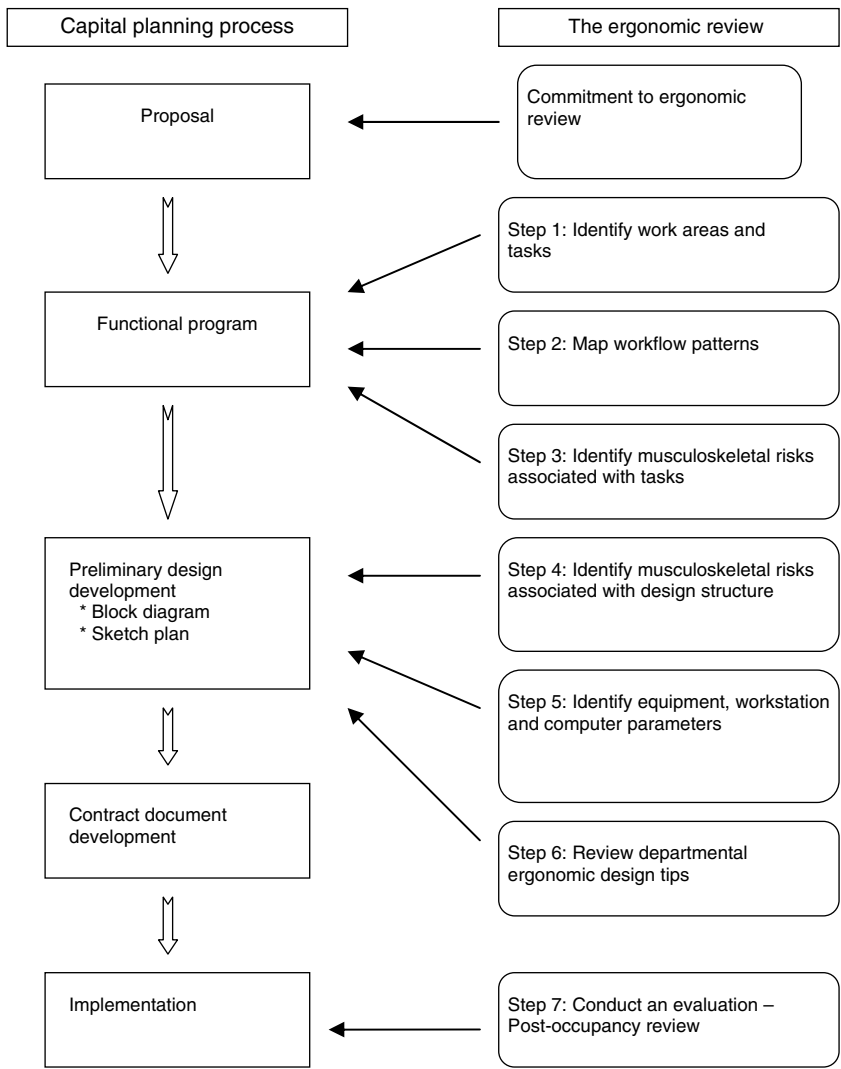 Capital planning process
The ergonomic review
Proposal
Commitment to ergonomic
review
Step 1: Identify work areas and
tasks
Functional program
Step 2: Map workflow patterns
Step 3: Identify musculoskeletal risks
associated with tasks
Preliminary design
development
* Block diagram
* Sketch plan
Step 4: Identify musculoskeletal risks
associated with design structure
Step 5: Identify equipment, workstation
and computer parameters
Contract document
development
Step 6: Review departmental
ergonomic design tips
Implementation
Step 7: Conduct an evaluation –
Post-occupancy review